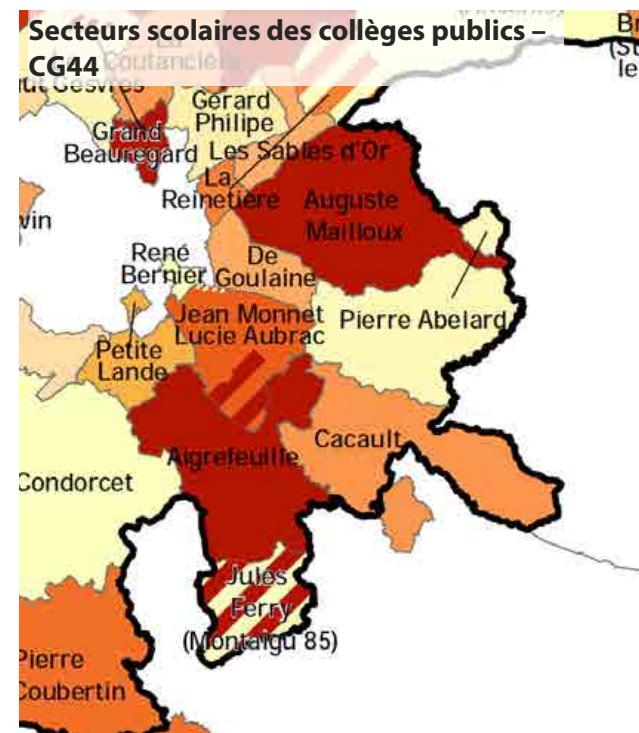 Secteurs scolaires des collèges publics –
CG44
Coutancière
Gesvres
Gérard
Philipe
Grand
Beauregard
Les Sables d'Or
La
Reinetière
Auguste
Mailloux
René
Bernier
De
Goulaine
Jean Monnet
Lucie Aubrac
Pierre Abelard
Petite
Lande
Cacault
Aigrefeuille
Condorcet
Jules
Ferry
(Montaigu 85)
Pierre
Coubertin